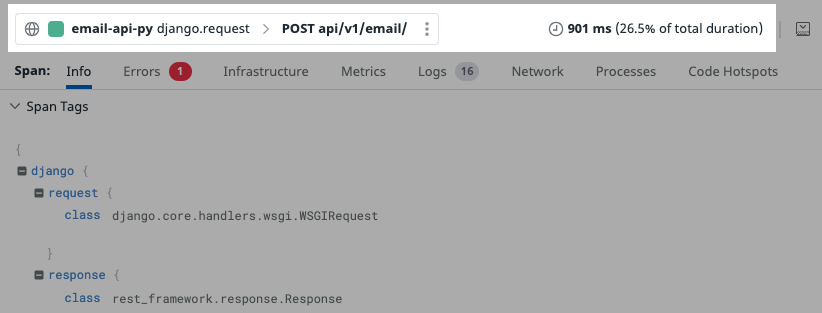 email-api-py django.request > POST api/v1/email/ 901 ms (26.5% of total duration)
Span: Info Errors 1 Infrastructure Metrics Logs 16 Network Processes Code Hotspots
Span Tags
{
django {
request {
class django.core.handlers.wsgi.WSGIRequest
}
response {
class rest_framework.response.Response